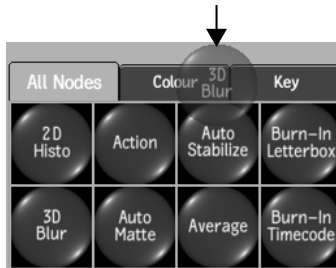 All Nodes
Colour
3D
Blur
Key
2D
Histo
Action
Auto
Stabilize
Burn-In
Letterbox
3D
Blur
Auto
Matte
Average
Burn-In
Timecode